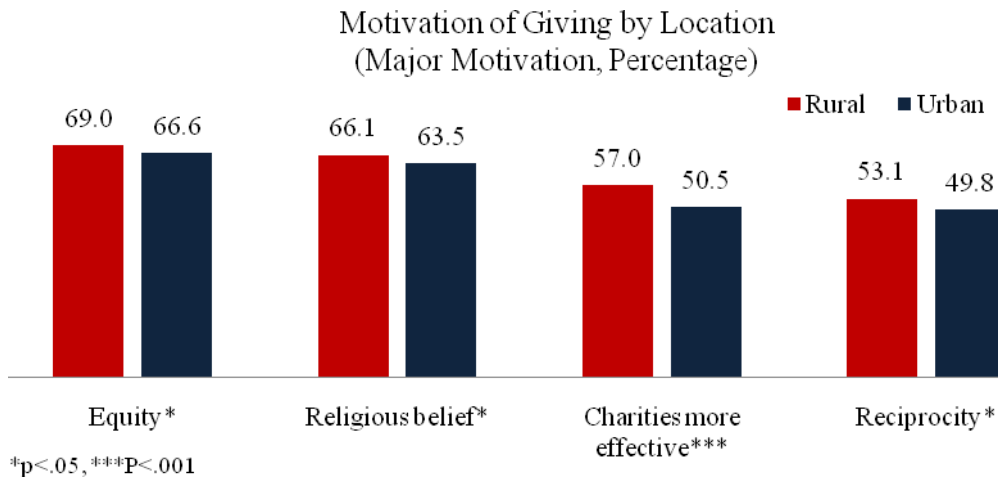 Motivation of Giving by Location
(Major Motivation, Percentage)
Rural Urban
69.0 66.6 66.1 63.5 57.0 50.5 53.1 49.8
Equity* Religious belief* Charities more Reciprocity*
effective***
*p<.05, ***P<.001